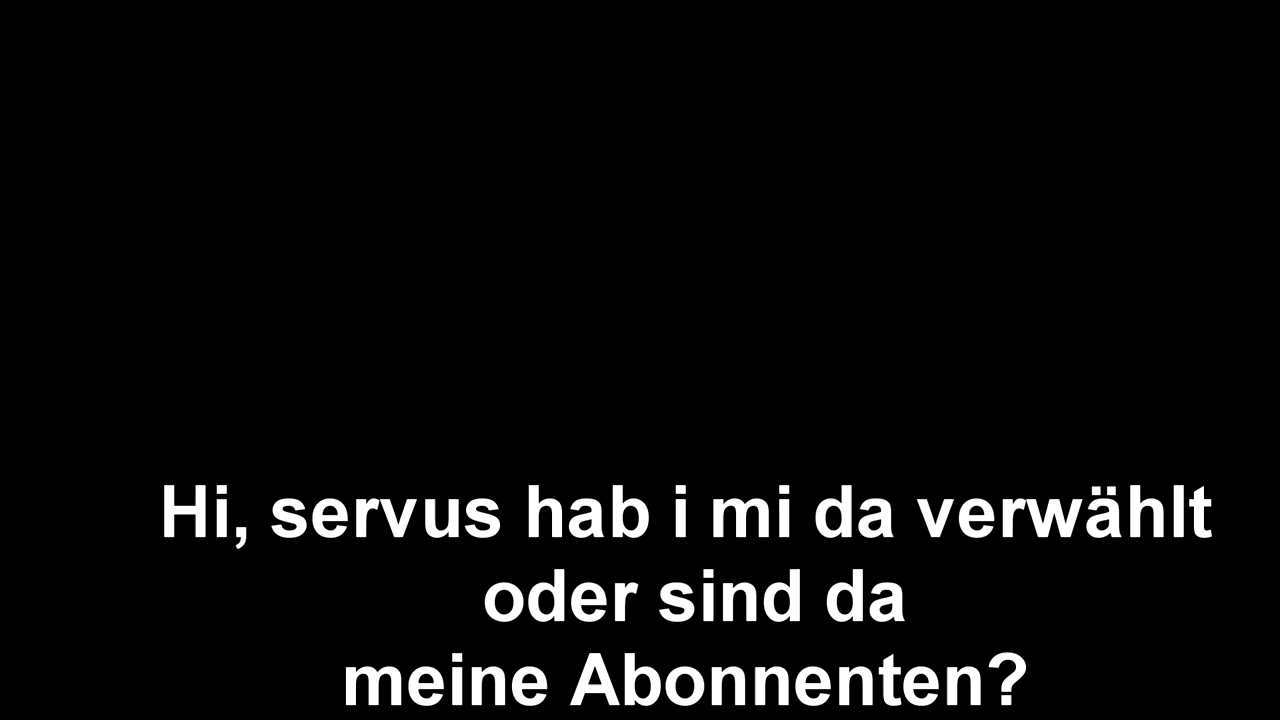 Hi, servus hab i mi da verwählt
oder sind da
meine Abonnenten?